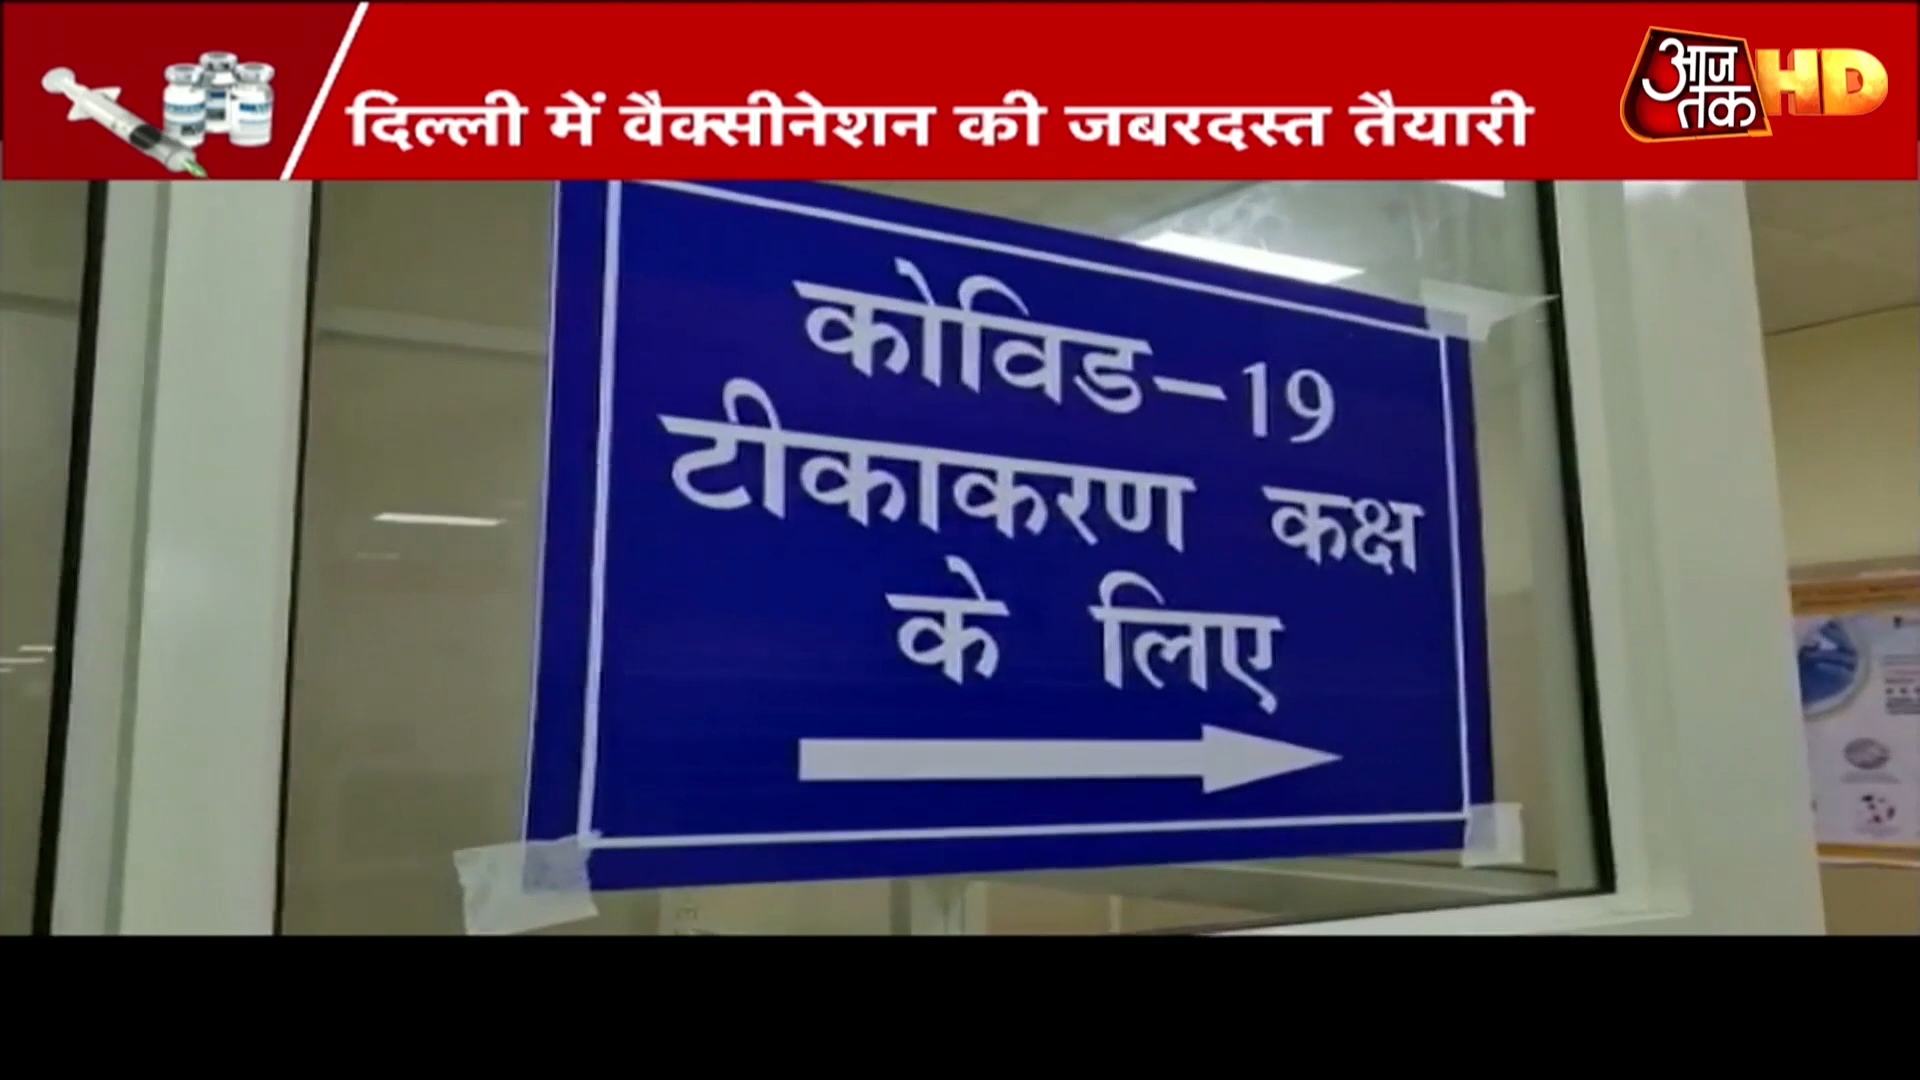 दिल्ली में वैक्सीनेशन की जबरदस्त तैयारी
आज
तक HD
कोविड-19
टीकाकरण कक्ष
के लिए